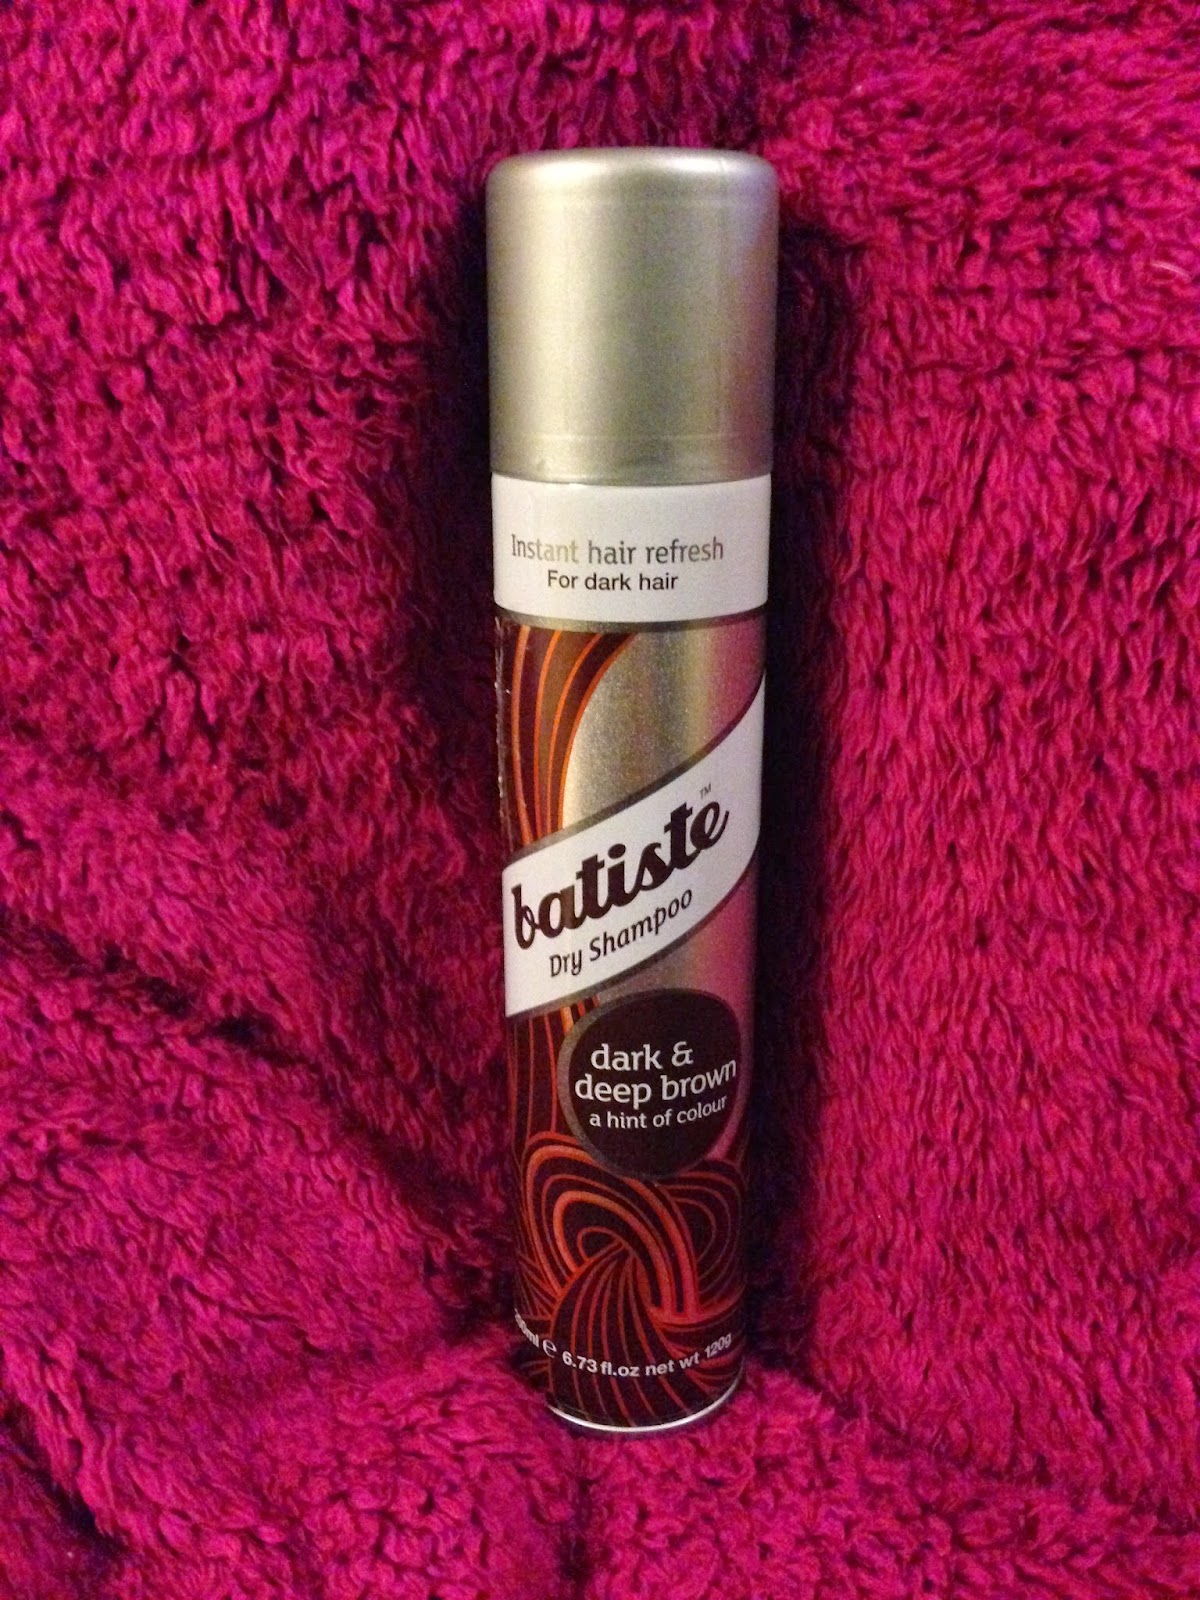 Instant hair refresh
For dark hair
batiste™
Dry Shampoo
dark &
deep brown
a hint of colour
℮ 6.73 fl.oz net wt 120g